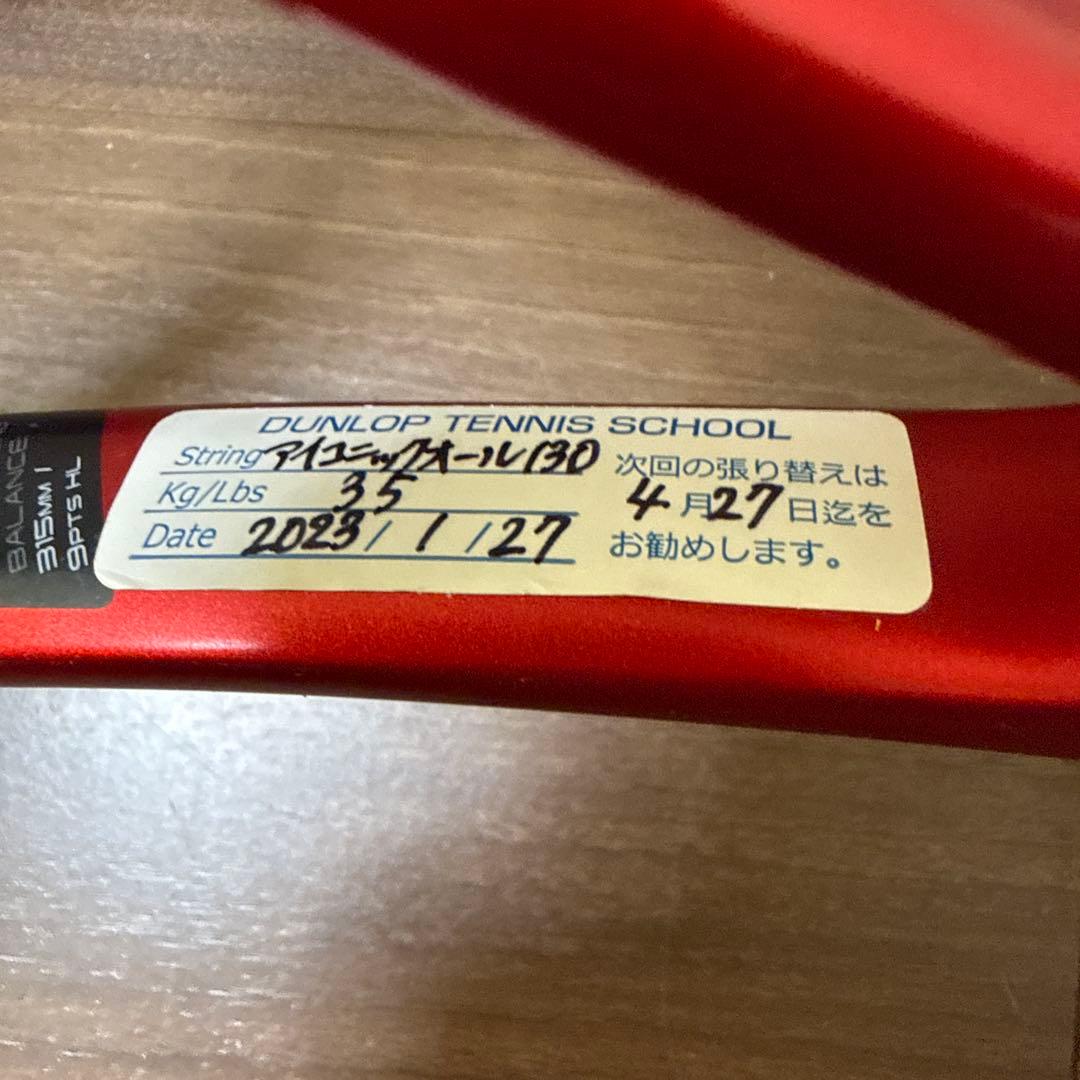 BALANCE
315MM |
9PTS HL
DUNLOP TENNIS SCHOOL
String アイコニックオール130
Kg/Lbs 35
Date 2023/1/27
次回の張り替えは
4月27日迄を
お勧めします。